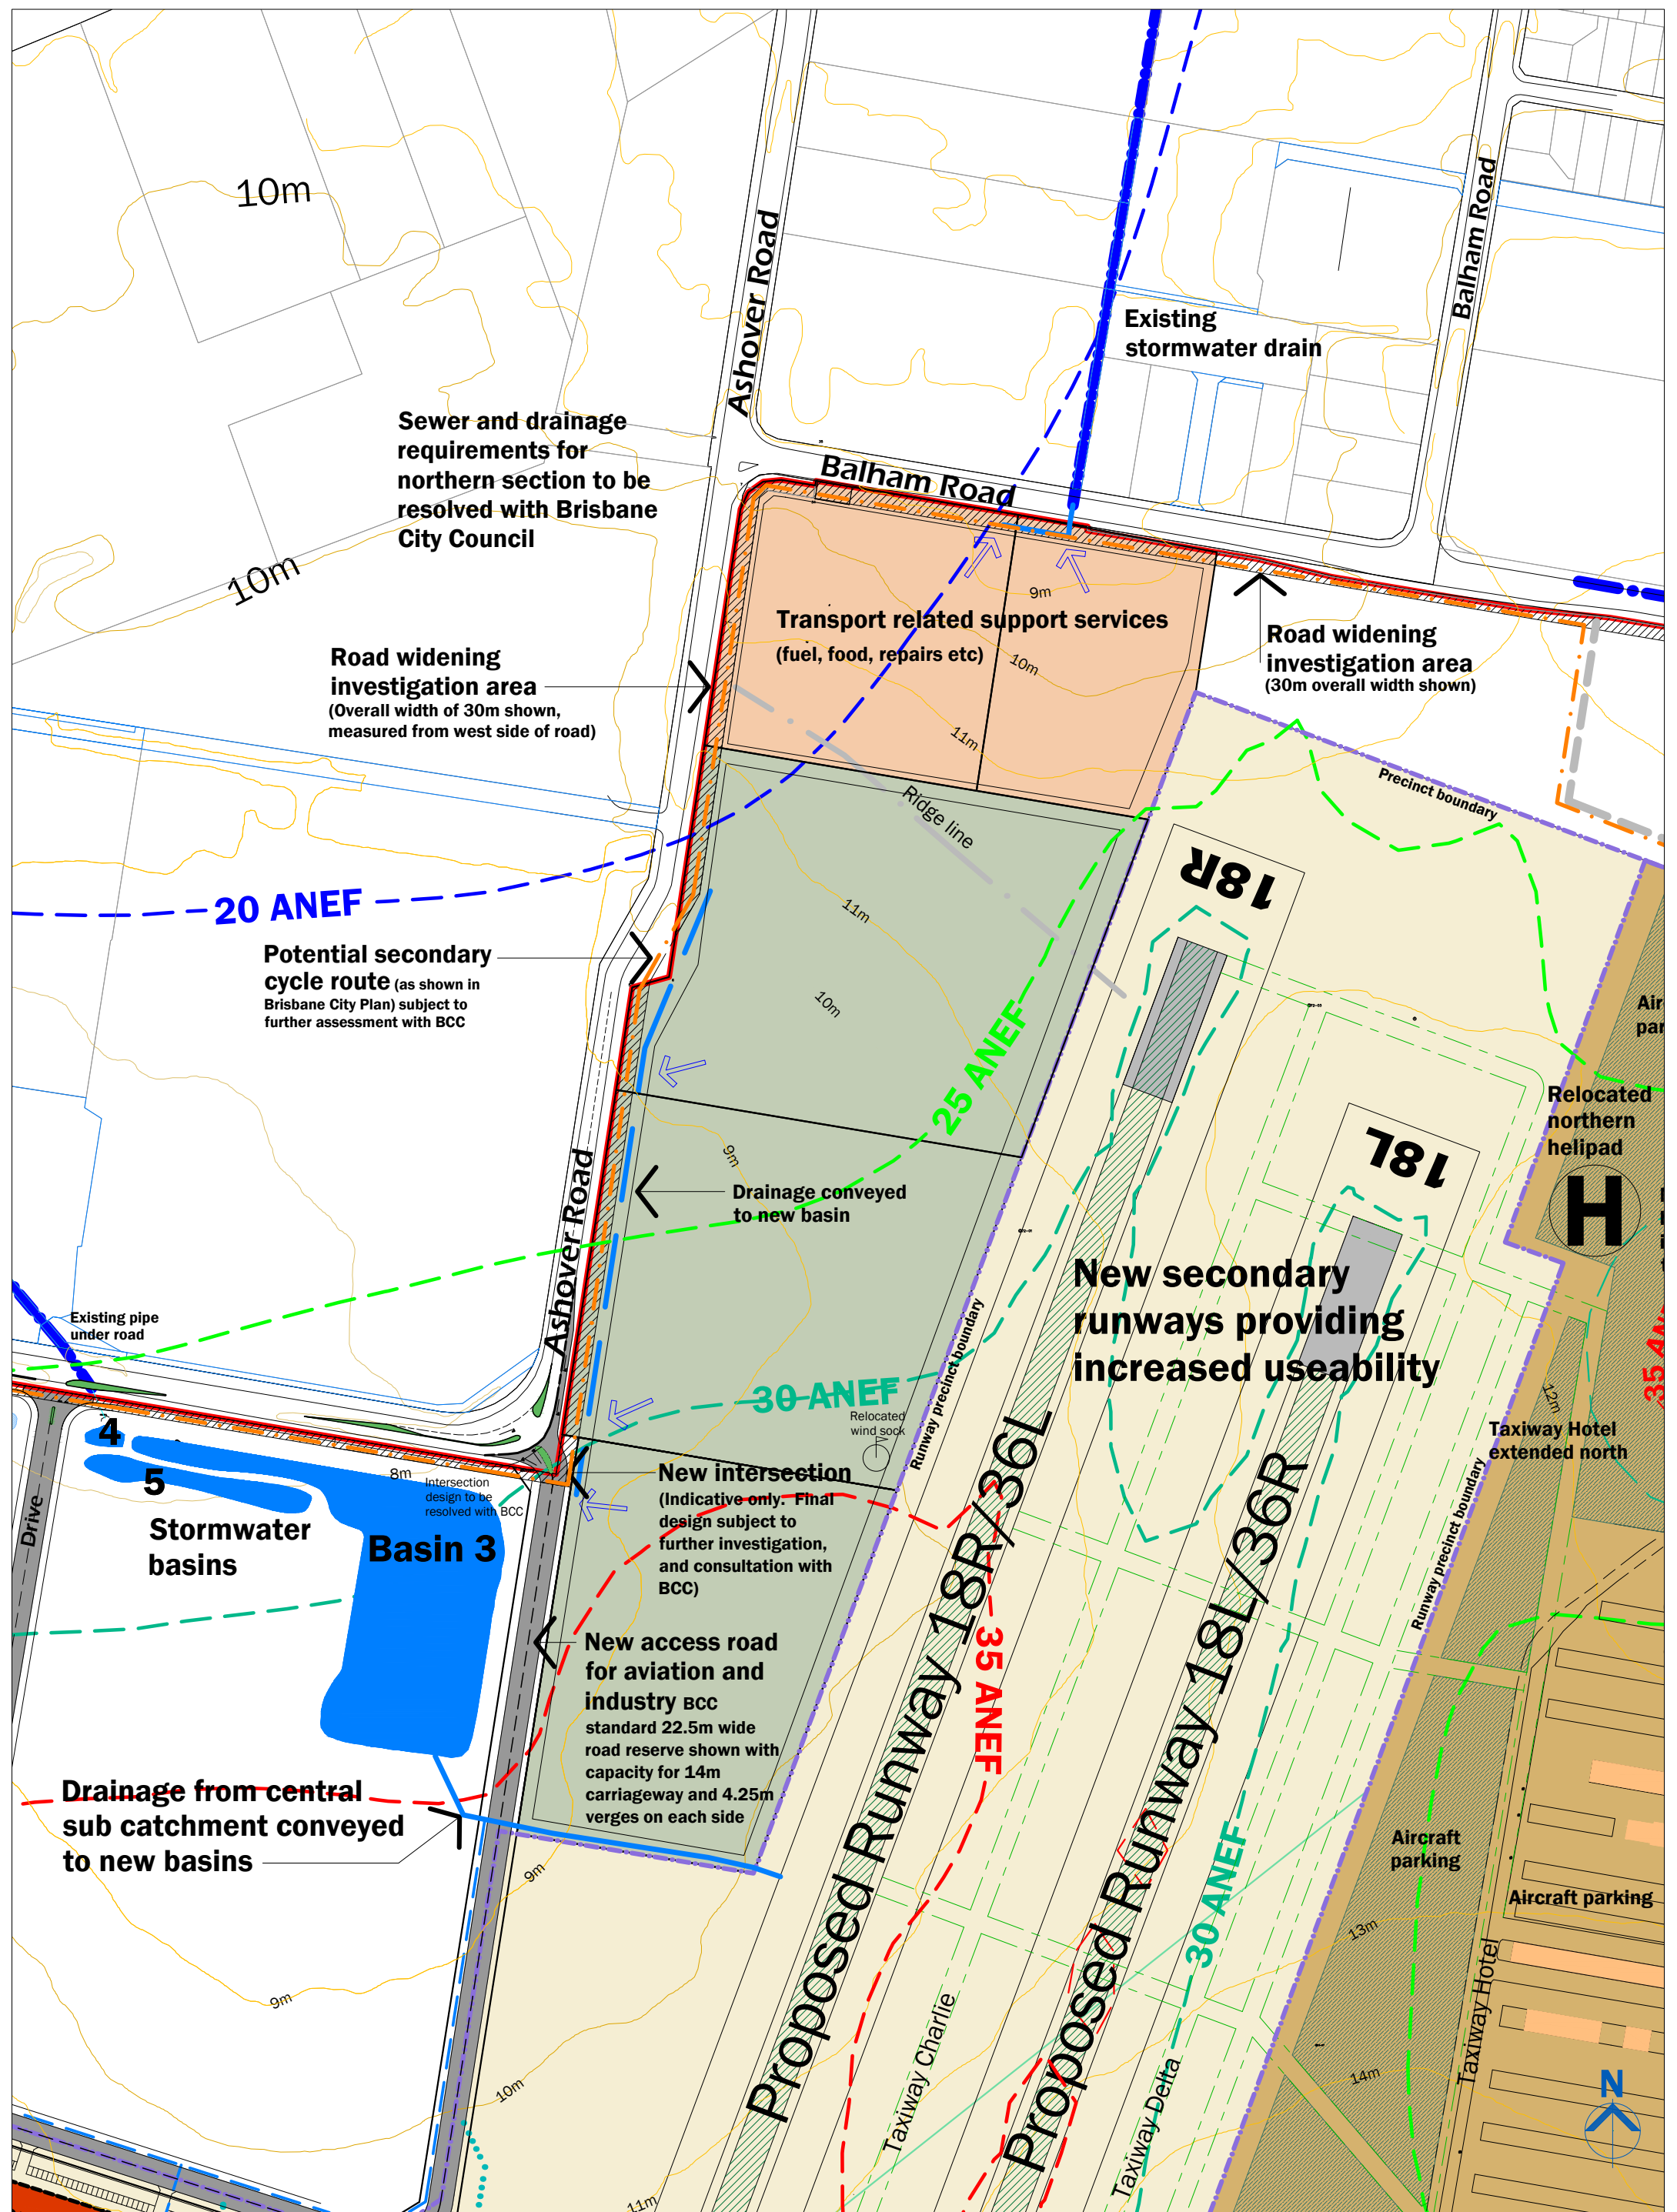 10m
Ashover Road
Balham Road
Existing
stormwater drain
Sewer and drainage
requirements for
northern section to be
resolved with Brisbane
City Council
Balham Road
10m
9m
Transport related support services
(fuel, food, repairs etc)
10m
Road widening
investigation area
(30m overall width shown)
Road widening
investigation area
(Overall width of 30m shown,
measured from west side of road)
11m
Precinct boundary
Ridge line
18R
20 ANEF
11m
Potential secondary
cycle route (as shown in
Brisbane City Plan) subject to
further assessment with BCC
10m
25 ANEF
Relocated
northern
helipad
H
18L
9m
Drainage conveyed
to new basin
Ashover Road
New secondary
runways providing
increased useability
Existing pipe
under road
Runway precinct boundary
30 ANEF
Relocated
wind sock
12m
Taxiway Hotel
extended north
4
5
8m
Intersection
design to be
resolved with BCC
New intersection
(Indicative only. Final
design subject to
further investigation,
and consultation with
BCC)
Drive
Stormwater
basins
Basin 3
Runway precinct boundary
Proposed Runway 18R/36L
Proposed Runway 18L/36R
35 ANEF
New access road
for aviation and
industry BCC
standard 22.5m wide
road reserve shown with
capacity for 14m
carriageway and 4.25m
verges on each side
Drainage from central
sub catchment conveyed
to new basins
9m
30 ANEF
Aircraft
parking
Aircraft parking
13m
9m
10m
Taxiway Charlie
Taxiway Delta
Taxiway Hotel
14m
N
11m